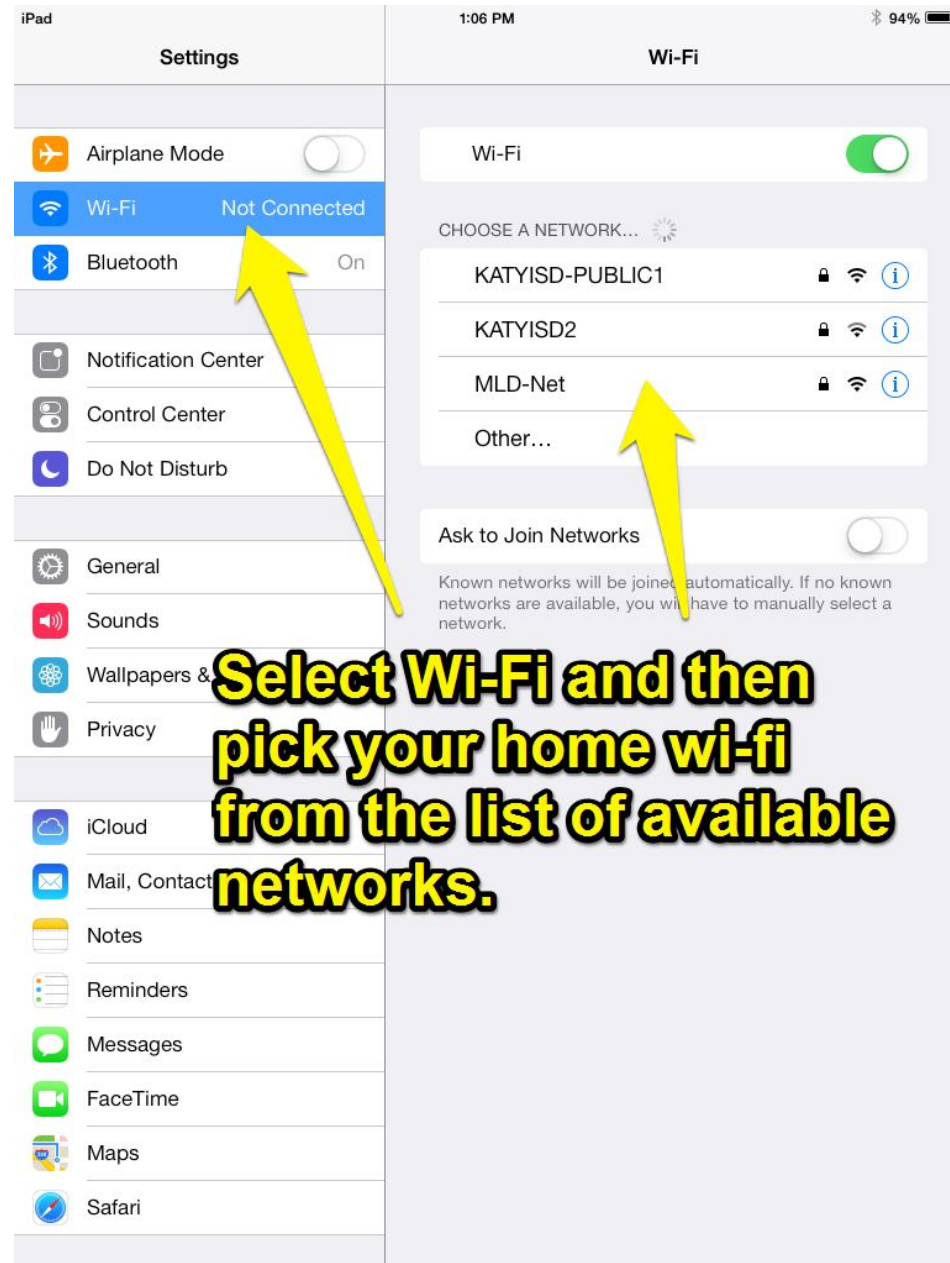 iPad
1:06 PM
94%
Settings
Wi-Fi
Airplane Mode
Wi-Fi Not Connected
Bluetooth On
Notification Center
Control Center
Do Not Disturb
General
Sounds
Wallpapers &
Privacy
iCloud
Mail, Contact
Notes
Reminders
Messages
FaceTime
Maps
Safari
Wi-Fi
CHOOSE A NETWORK...
KATYISD-PUBLIC1
KATYISD2
MLD-Net
Other...
Ask to Join Networks
Known networks will be joined automatically. If no known
networks are available, you will have to manually select a
network.
Select Wi-Fi and then
pick your home wi-fi
from the list of available
networks.